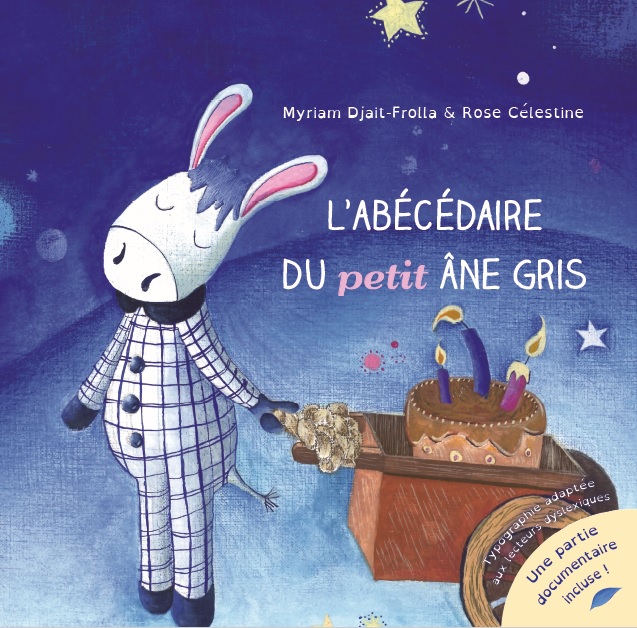 Myriam Djait-Frolla & Rose Célestine
L'ABÉCÉDAIRE
DU petit ÂNE GRIS
Typographie adaptée
aux lecteurs dyslexiques
Une partie
documentaire
incluse !